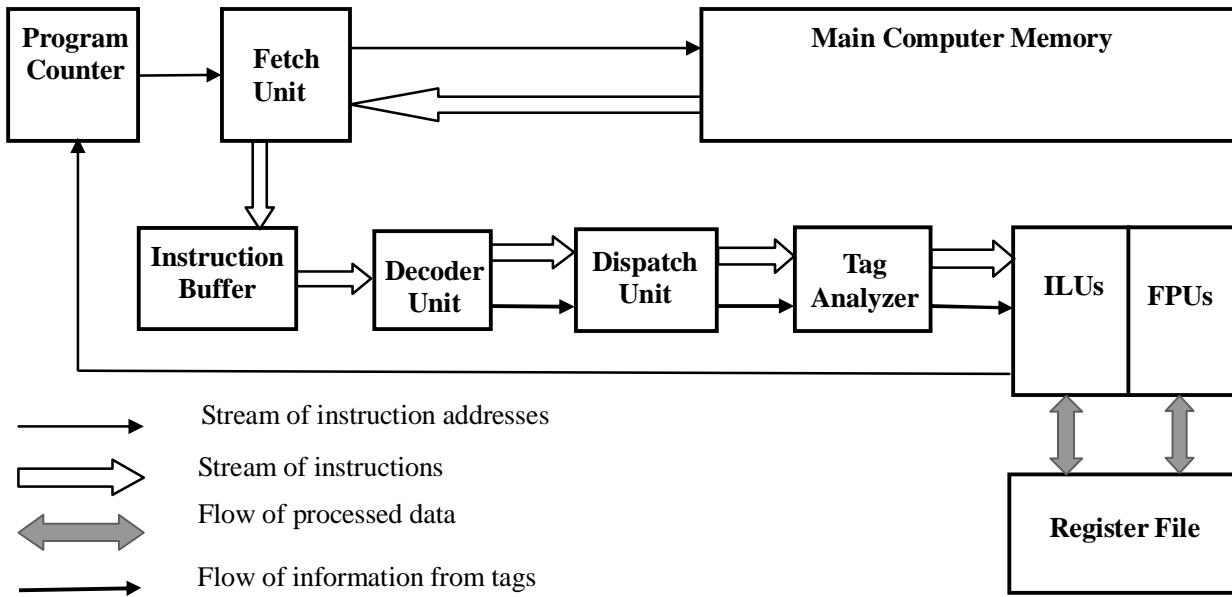 Program
Counter
Fetch
Unit
Main Computer Memory
Instruction
Buffer
Decoder
Unit
Dispatch
Unit
Tag
Analyzer
ILUs
FPUs
Stream of instruction addresses
Stream of instructions
Flow of processed data
Register File
Flow of information from tags